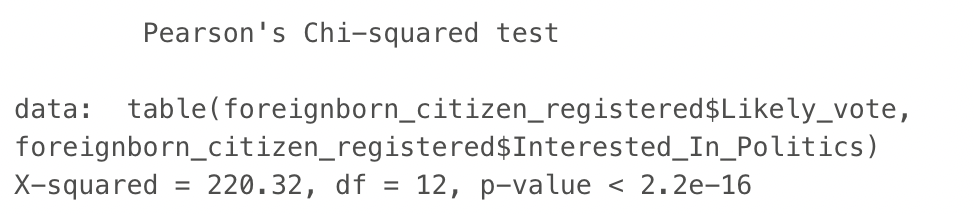 Pearson's Chi-squared test
data:  table(foreignborn_citizen_registered$Likely_vote,
foreignborn_citizen_registered$Interested_In_Politics)
X-squared = 220.32, df = 12, p-value < 2.2e-16